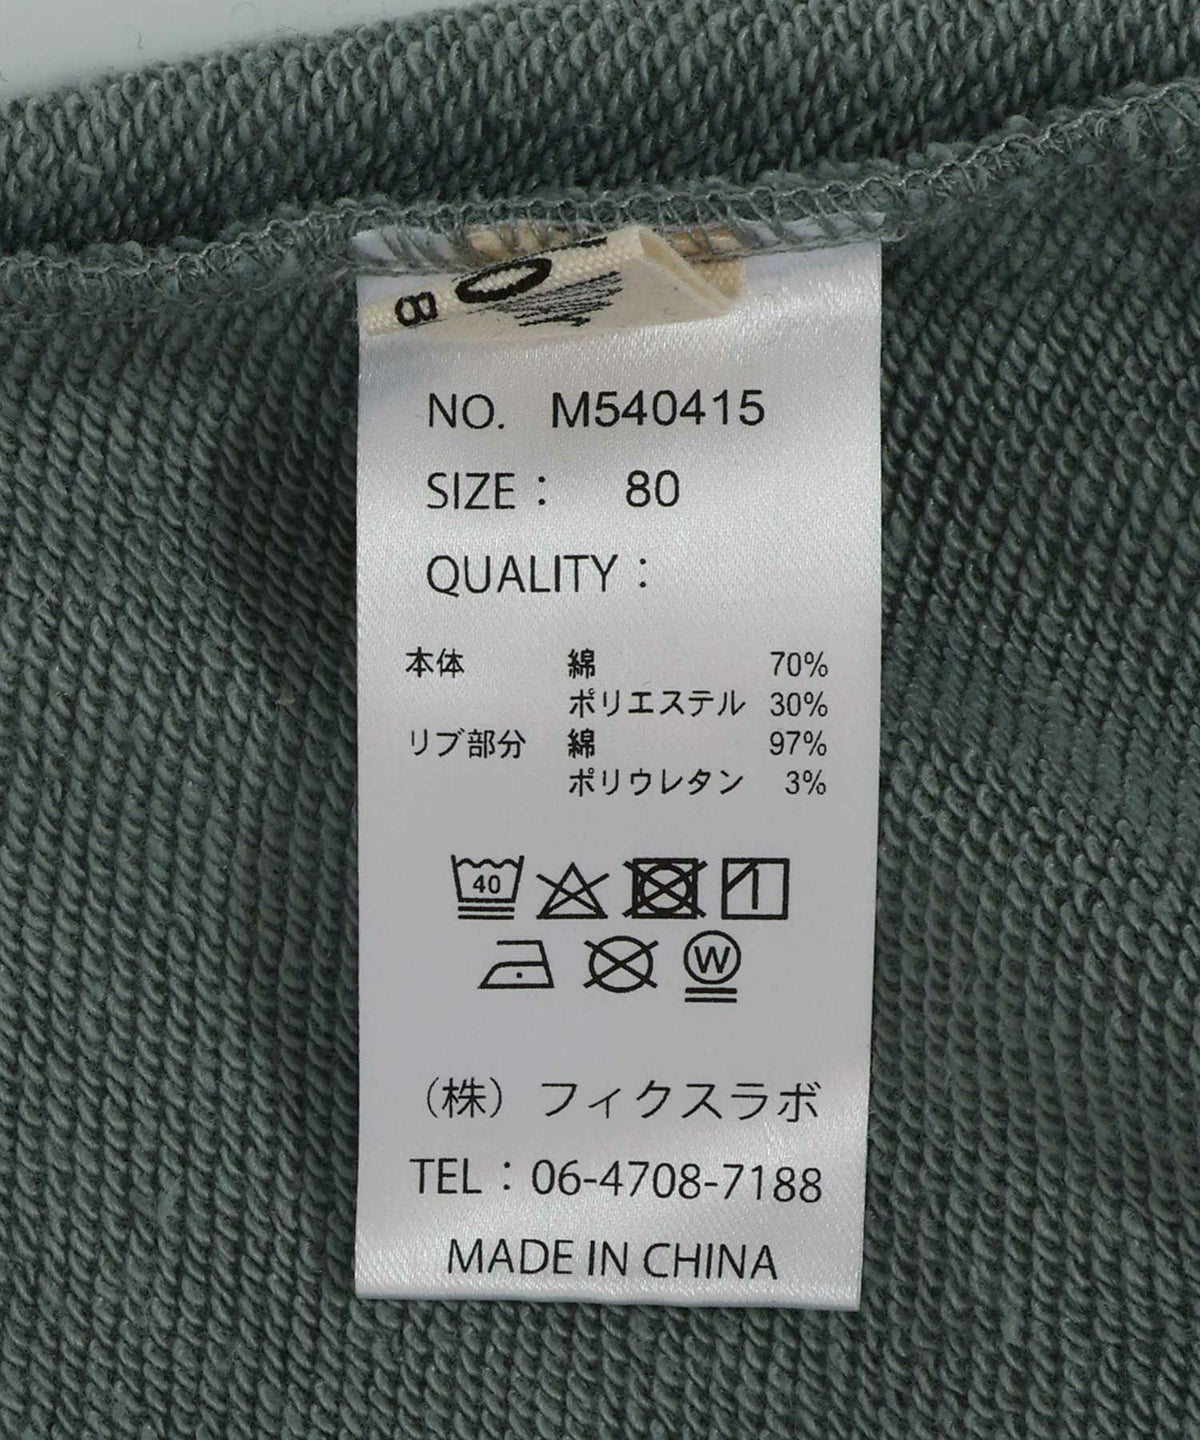 8
NO. M540415
SIZE： 80
QUALITY：
本体 綿 70%
ポリエステル 30%
リブ部分 綿 97%
ポリウレタン 3%
40
W
（株）フィクスラボ
TEL：06-4708-7188
MADE IN CHINA